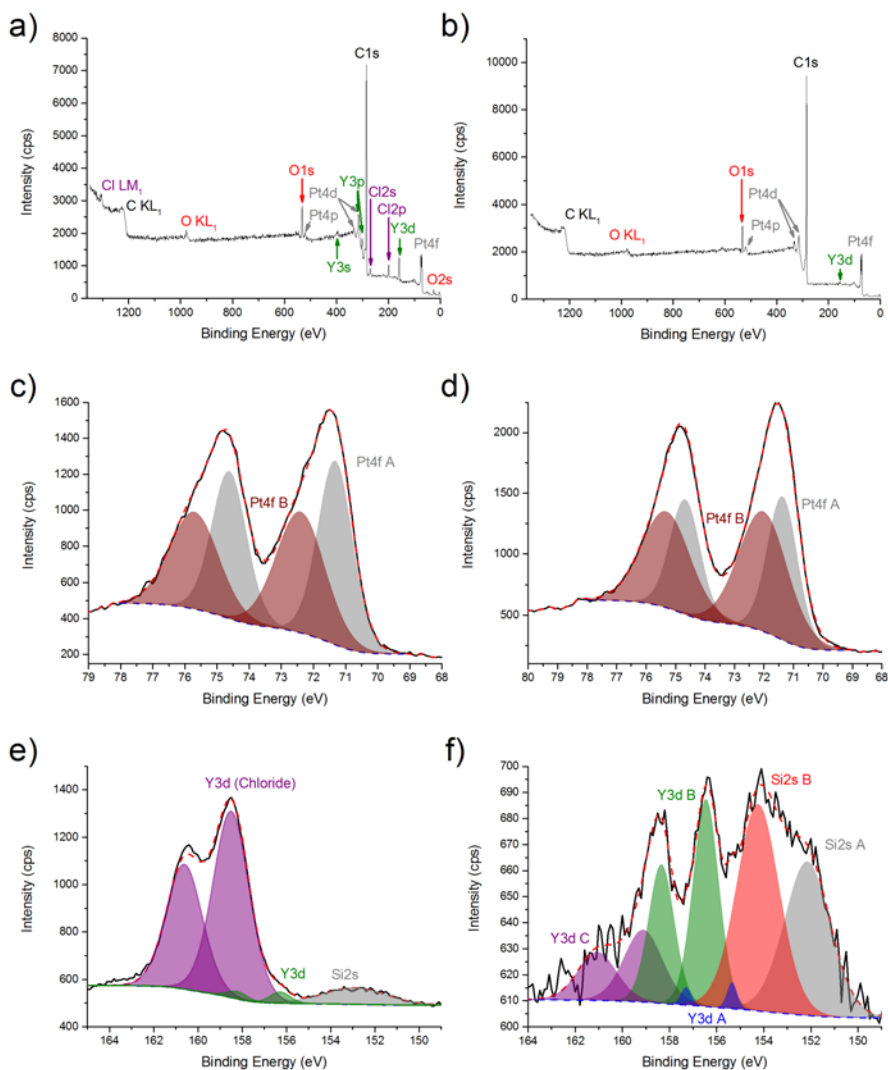 a)
C1s
8000
7000
6000
5000
4000
3000
2000
1000
0
Intensity (cps)
Cl LM1
C KL1
O KL1
O1s
Pt4p
Pt4d
Y3p
Y3s
Cl2s
Cl2p
Y3d
Pt4f
O2s
1200 1000 800 600 400 200 0
Binding Energy (eV)
b)
C1s
10000
8000
6000
4000
2000
0
Intensity (cps)
C KL1
O KL1
O1s
Pt4p
Pt4d
Y3d
Pt4f
1200 1000 800 600 400 200 0
Binding Energy (eV)
c)
1600
1400
1200
1000
800
600
400
200
Intensity (cps)
Pt4f B
Pt4f A
79 78 77 76 75 74 73 72 71 70 69 68
Binding Energy (eV)
d)
2000
1500
1000
500
Intensity (cps)
Pt4f B
Pt4f A
80 79 78 77 76 75 74 73 72 71 70 69 68
Binding Energy (eV)
e)
1400
1200
1000
800
600
400
Intensity (cps)
Y3d (Chloride)
Y3d
Si2s
164 162 160 158 156 154 152 150
Binding Energy (eV)
f)
700
690
680
670
660
650
640
630
620
610
600
Intensity (cps)
Y3d C
Y3d B
Y3d A
Si2s B
Si2s A
164 162 160 158 156 154 152 150
Binding Energy (eV)